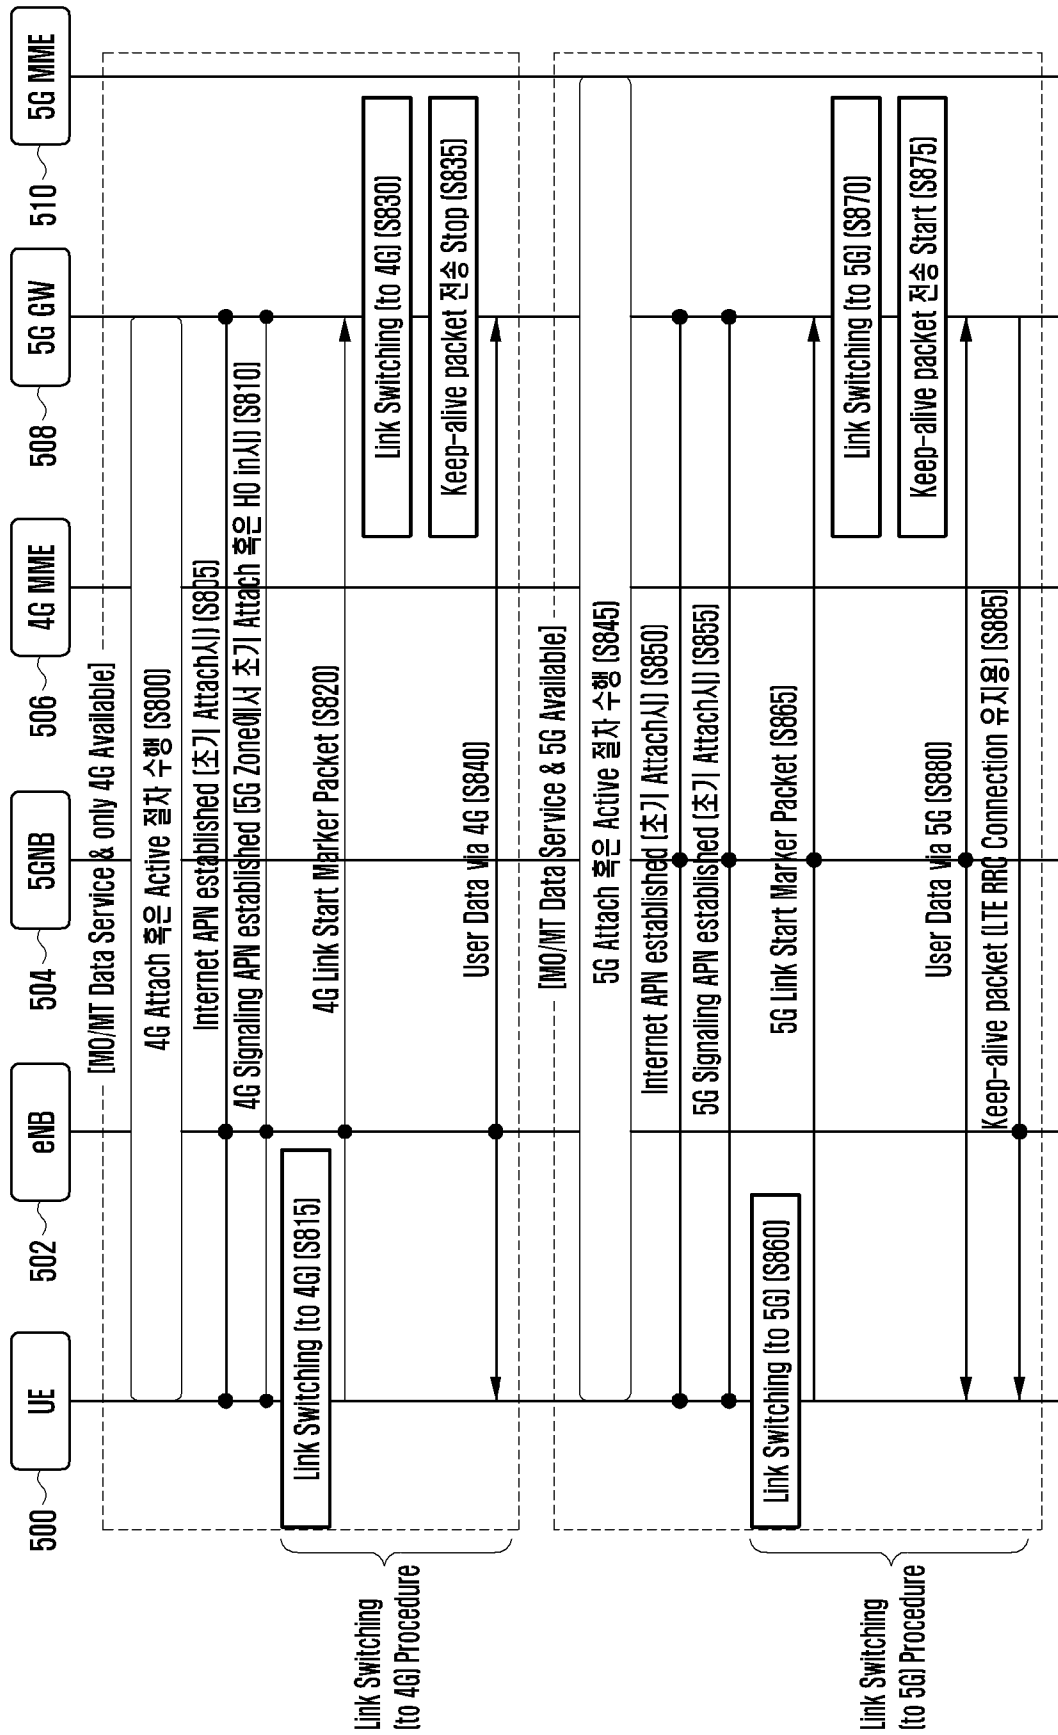 500
UE
502
eNB
504
5GNB
506
4G MME
508
5G GW
510
5G MME
[MO/MT Data Service & only 4G Available]
4G Attach 혹은 Active 절차 수행 (S800)
Internet APN established (초기 Attach시) (S805)
4G Signaling APN established (5G Zone에서 초기 Attach 혹은 HO in시) (S810)
Link Switching (to 4G) (S815)
4G Link Start Marker Packet (S820)
Link Switching (to 4G) (S830)
Keep-alive packet 전송 Stop (S835)
User Data via 4G (S840)
Link Switching
(to 4G) Procedure
[MO/MT Data Service & 5G Available]
5G Attach 혹은 Active 절차 수행 (S845)
Internet APN established (초기 Attach시) (S850)
5G Signaling APN established (초기 Attach시) (S855)
Link Switching (to 5G) (S860)
5G Link Start Marker Packet (S865)
Link Switching (to 5G) (S870)
Keep-alive packet 전송 Start (S875)
User Data via 5G (S880)
Keep-alive packet (LTE RRC Connection 유지용) (S885)
Link Switching
(to 5G) Procedure